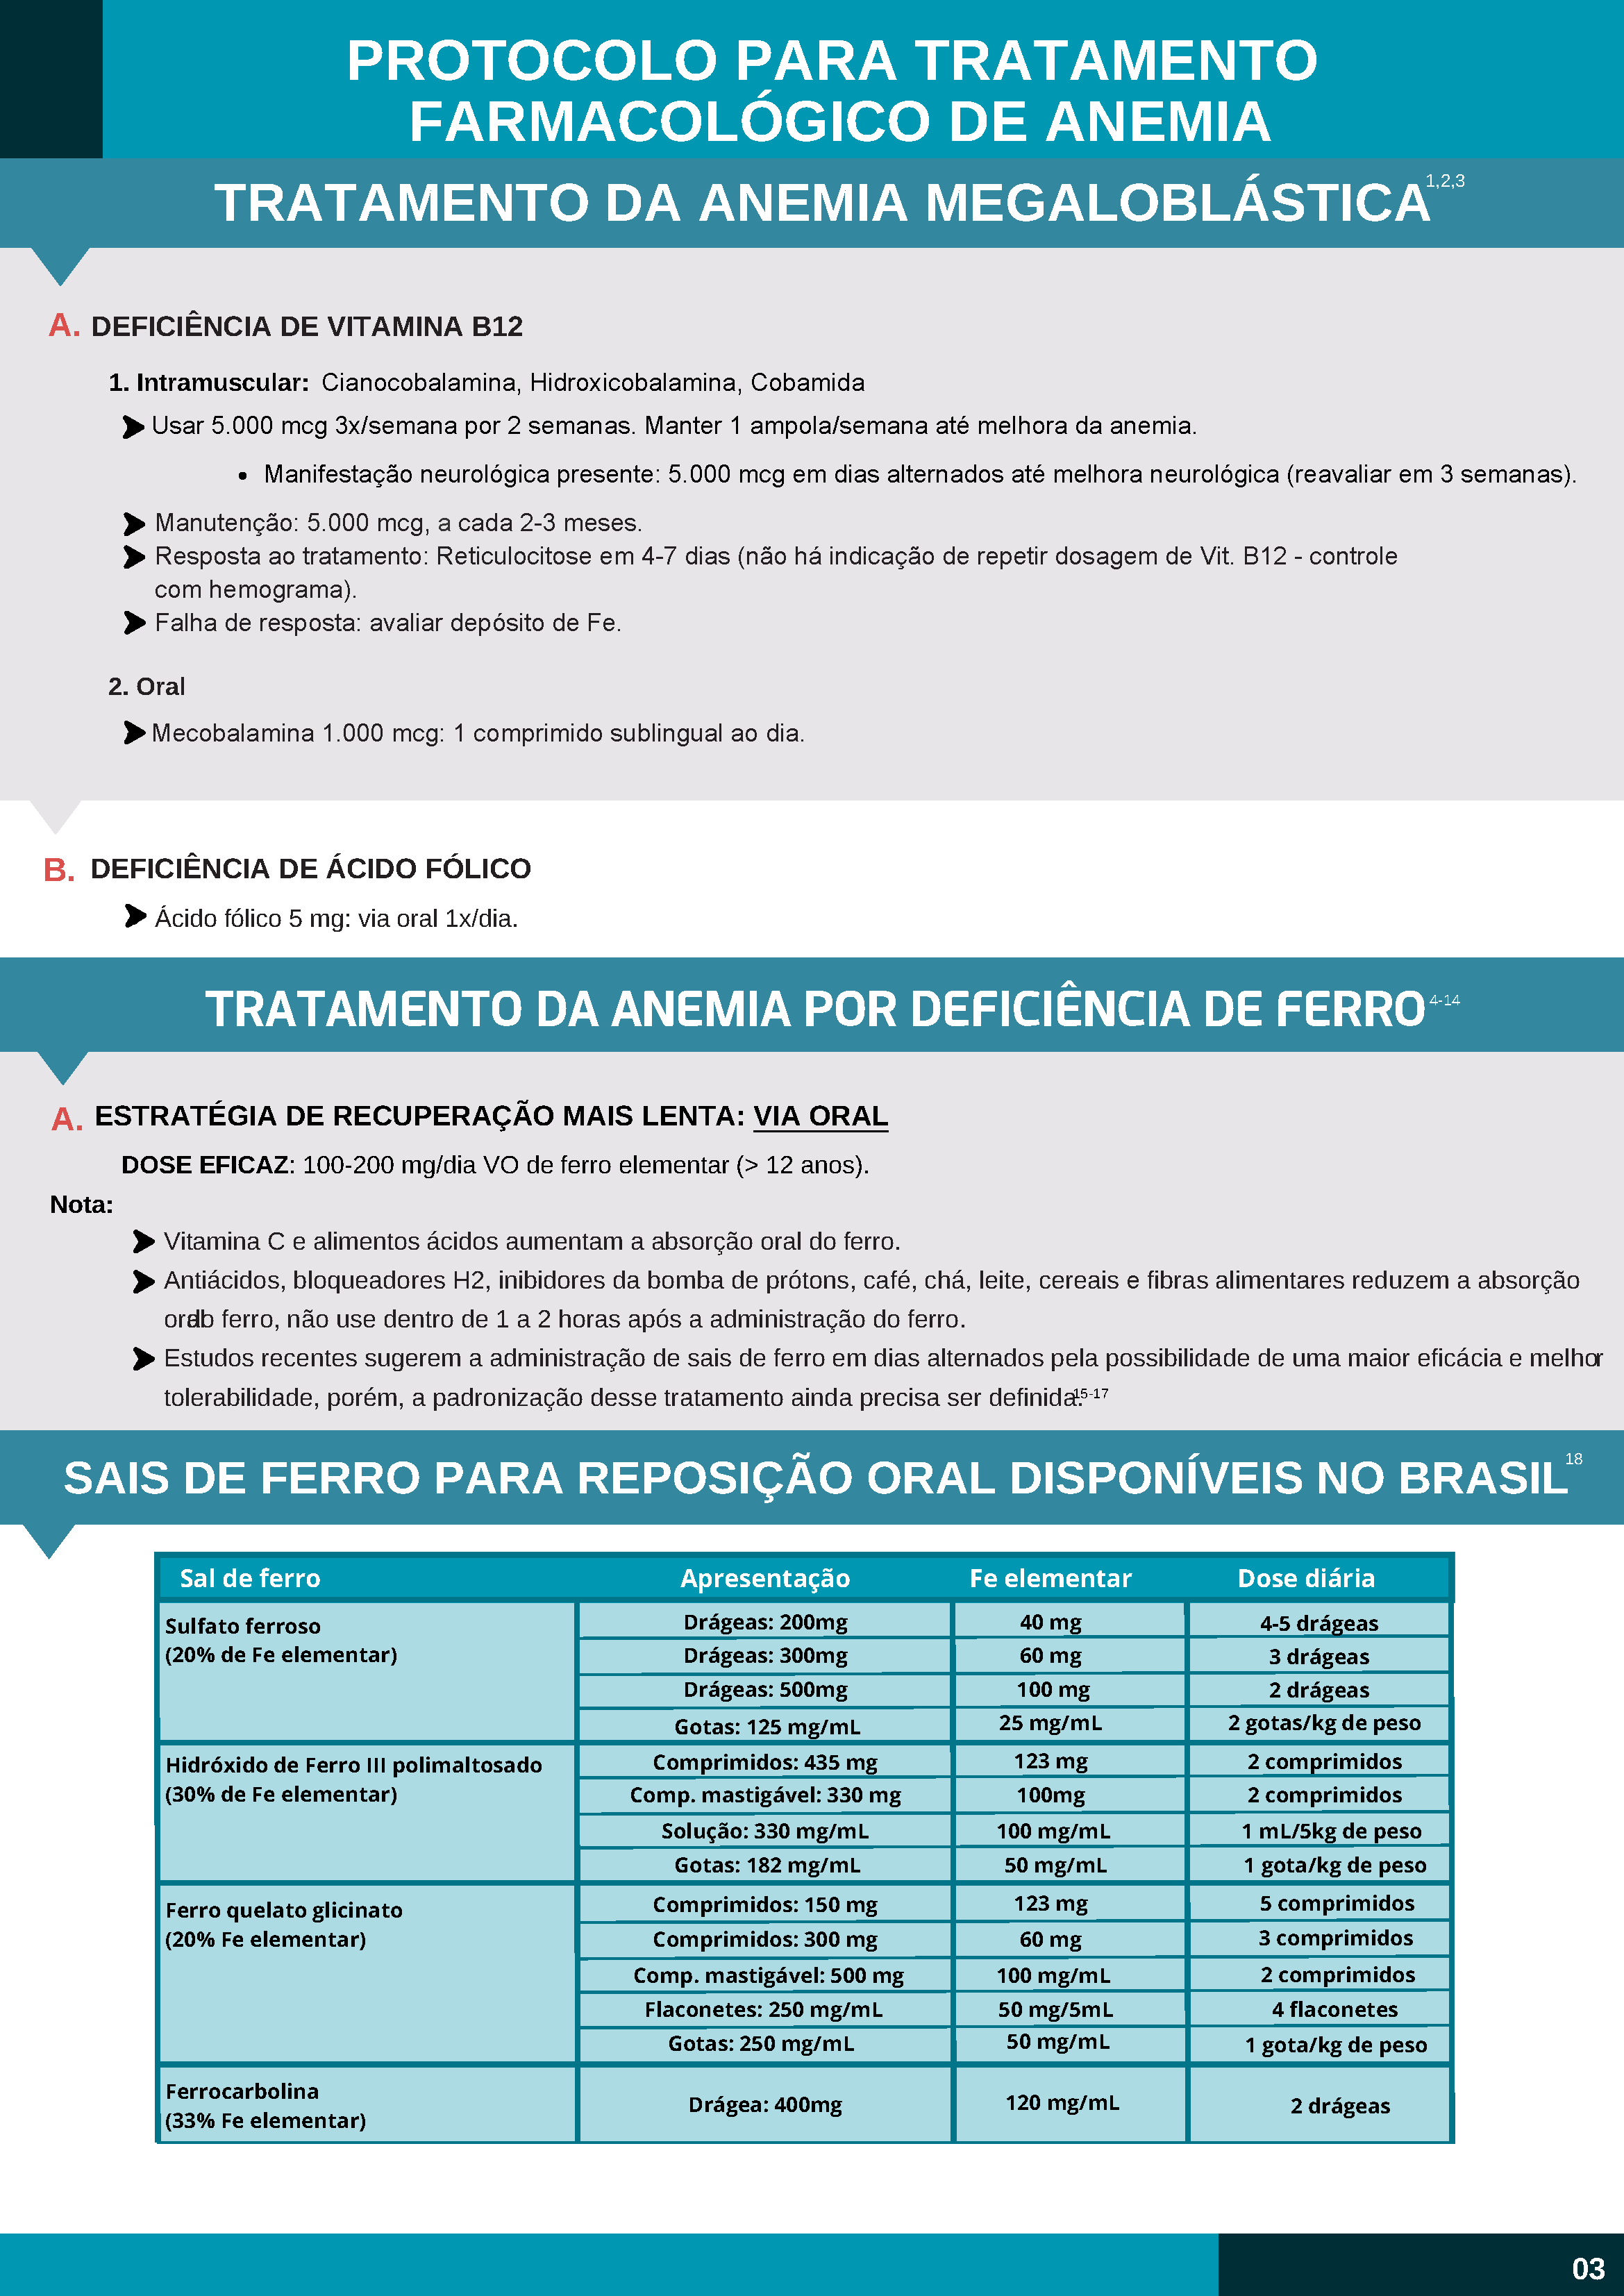 PROTOCOLO PARA TRATAMENTO
FARMACOLÓGICO DE ANEMIA
TRATAMENTO DA ANEMIA MEGALOBLÁSTICA 1,2,3
A. DEFICIÊNCIA DE VITAMINA B12
1. Intramuscular: Cianocobalamina, Hidroxicobalamina, Cobamida
➤ Usar 5.000 mcg 3x/semana por 2 semanas. Manter 1 ampola/semana até melhora da anemia.
• Manifestação neurológica presente: 5.000 mcg em dias alternados até melhora neurológica (reavaliar em 3 semanas).
➤ Manutenção: 5.000 mcg, a cada 2-3 meses.
➤ Resposta ao tratamento: Reticulocitose em 4-7 dias (não há indicação de repetir dosagem de Vit. B12 - controle
com hemograma).
➤ Falha de resposta: avaliar depósito de Fe.
2. Oral
➤ Mecobalamina 1.000 mcg: 1 comprimido sublingual ao dia.
B. DEFICIÊNCIA DE ÁCIDO FÓLICO
➤ Ácido fólico 5 mg: via oral 1x/dia.
TRATAMENTO DA ANEMIA POR DEFICIÊNCIA DE FERRO 4-14
A. ESTRATÉGIA DE RECUPERAÇÃO MAIS LENTA: VIA ORAL
DOSE EFICAZ: 100-200 mg/dia VO de ferro elementar (> 12 anos).
Nota:
➤ Vitamina C e alimentos ácidos aumentam a absorção oral do ferro.
➤ Antiácidos, bloqueadores H2, inibidores da bomba de prótons, café, chá, leite, cereais e fibras alimentares reduzem a absorção
oral do ferro, não use dentro de 1 a 2 horas após a administração do ferro.
➤ Estudos recentes sugerem a administração de sais de ferro em dias alternados pela possibilidade de uma maior eficácia e melhor
tolerabilidade, porém, a padronização desse tratamento ainda precisa ser definida. 15-17
SAIS DE FERRO PARA REPOSIÇÃO ORAL DISPONÍVEIS NO BRASIL 18
Sal de ferro Apresentação Fe elementar Dose diária
Sulfato ferroso
(20% de Fe elementar)
Drágeas: 200mg 40 mg 4-5 drágeas
Drágeas: 300mg 60 mg 3 drágeas
Drágeas: 500mg 100 mg 2 drágeas
Gotas: 125 mg/mL 25 mg/mL 2 gotas/kg de peso
Hidróxido de Ferro III polimaltosado
(30% de Fe elementar)
Comprimidos: 435 mg 123 mg 2 comprimidos
Comp. mastigável: 330 mg 100mg 2 comprimidos
Solução: 330 mg/mL 100 mg/mL 1 mL/5kg de peso
Gotas: 182 mg/mL 50 mg/mL 1 gota/kg de peso
Ferro quelato glicinato
(20% Fe elementar)
Comprimidos: 150 mg 123 mg 5 comprimidos
Comprimidos: 300 mg 60 mg 3 comprimidos
Comp. mastigável: 500 mg 100 mg/mL 2 comprimidos
Flaconetes: 250 mg/mL 50 mg/5mL 4 flaconetes
Gotas: 250 mg/mL 50 mg/mL 1 gota/kg de peso
Ferrocarbolina
(33% Fe elementar)
Drágea: 400mg 120 mg/mL 2 drágeas
03